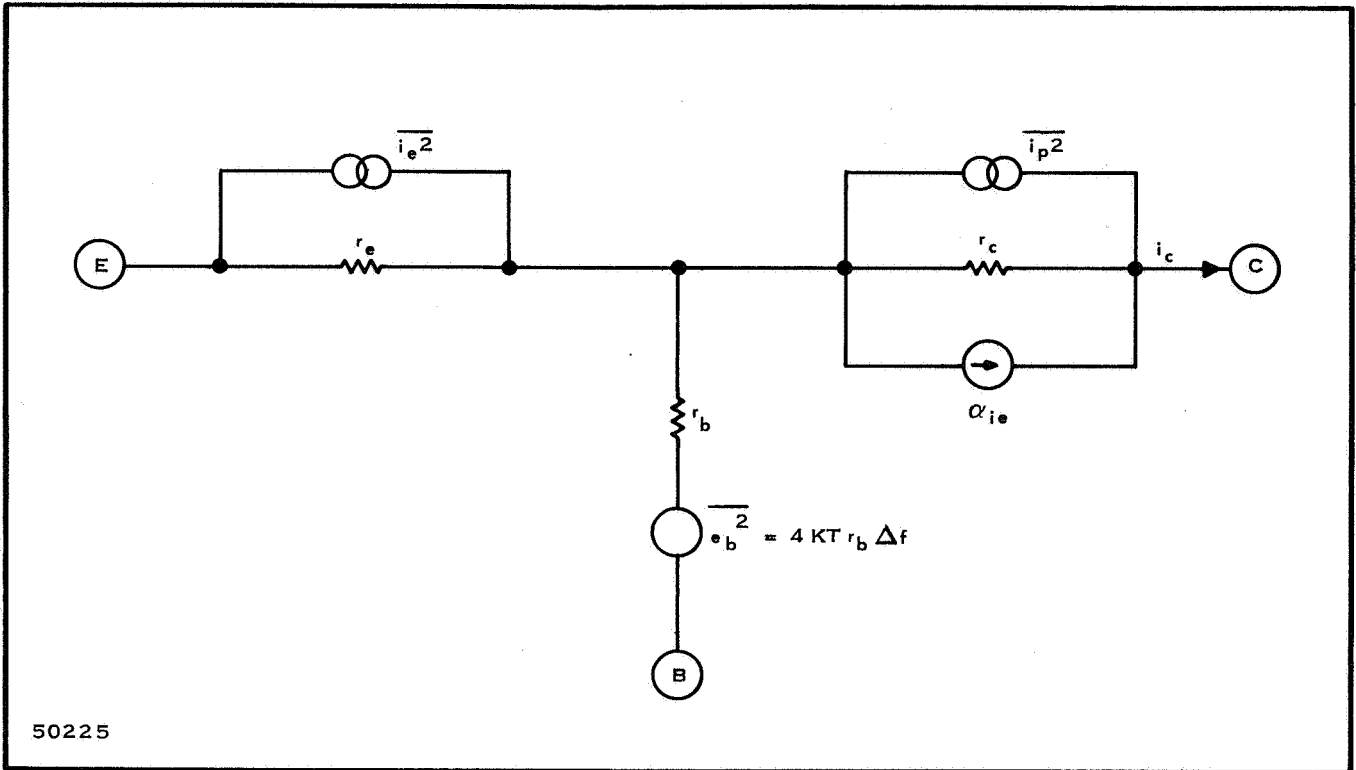 i_e^2
i_p^2
r_e
r_c
i_c
E
C
α_ie
r_b
e_b^2 = 4 KT r_b Δf
B
50225